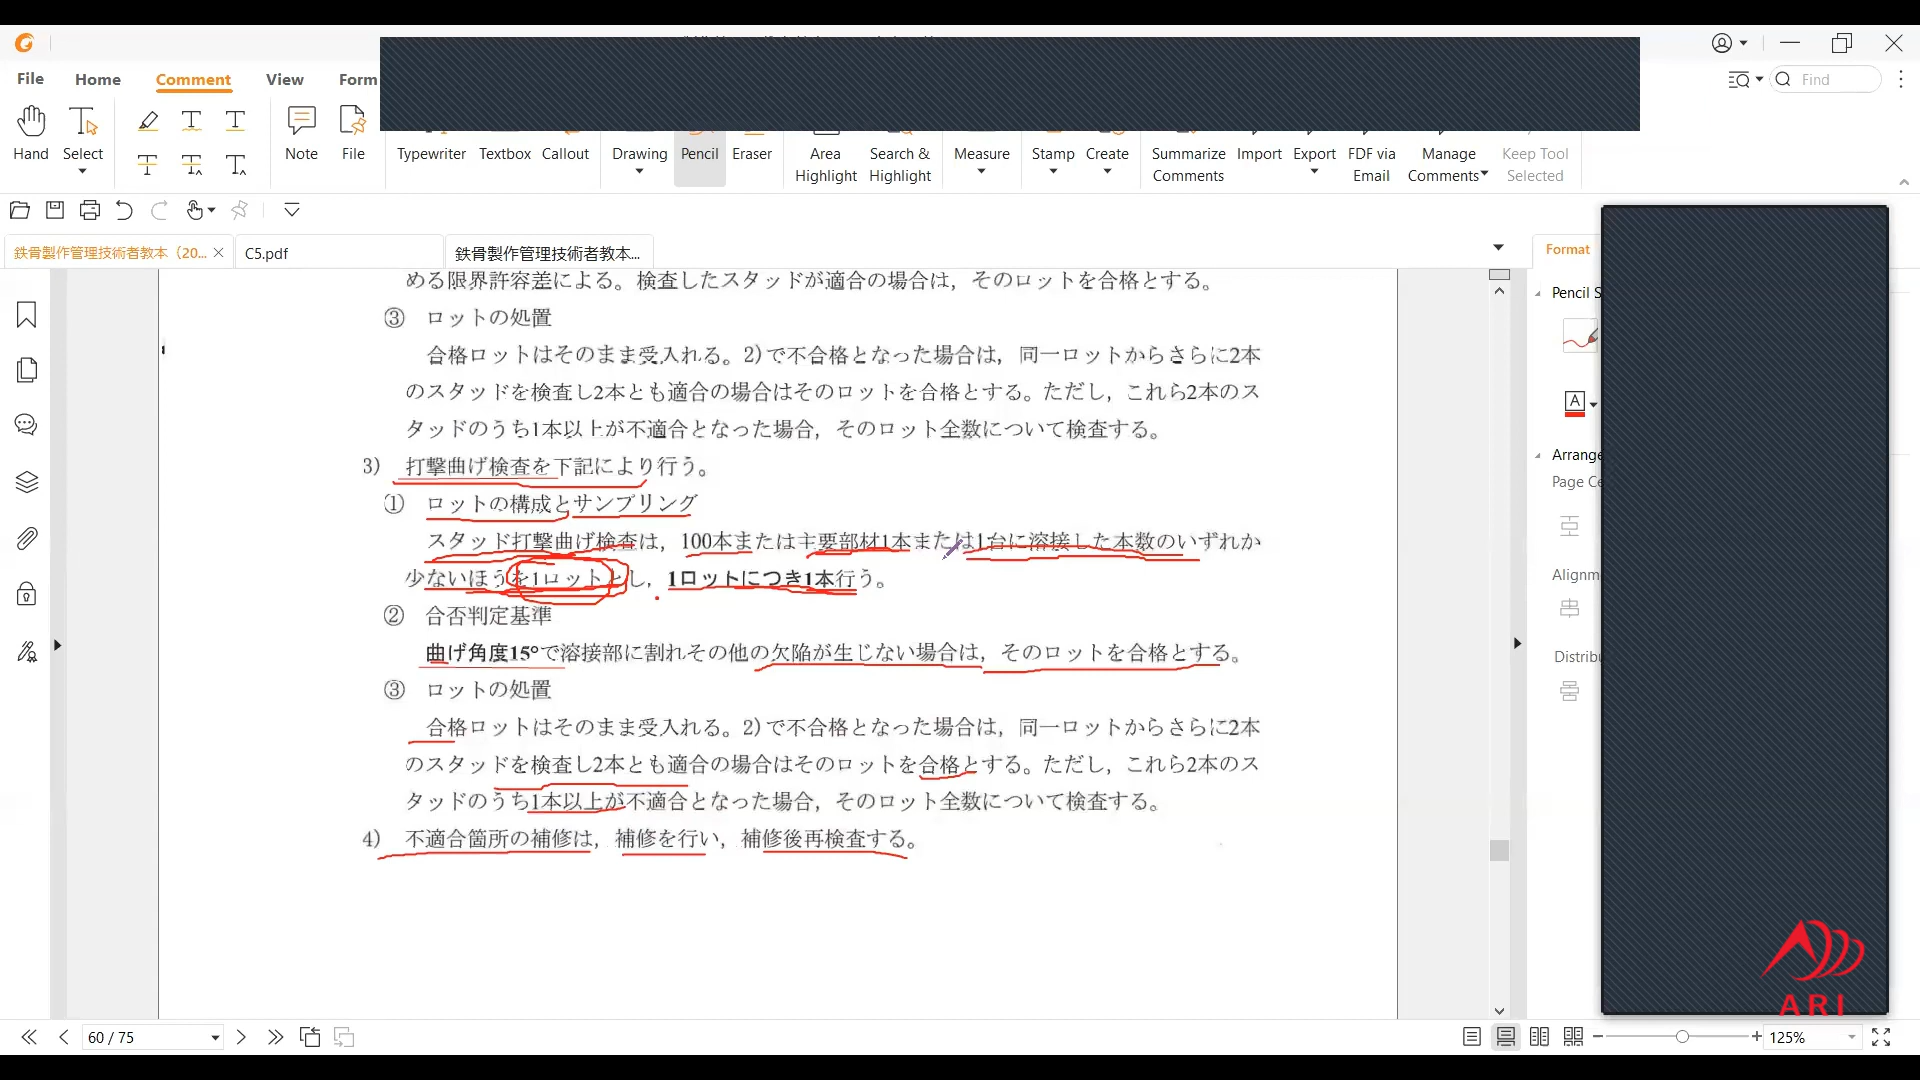 File Home Comment View Form
Find
Hand Select Note File Typewriter Textbox Callout Drawing Pencil Eraser Area Highlight Search & Highlight Measure Stamp Create Summarize Comments Import Export FDF via Email Manage Comments Keep Tool Selected
鉄骨製作管理技術者教本（20... C5.pdf 鉄骨製作管理技術者教本...
Format
Pencil S
Arrange
Page Ce
Alignm
Distribu
める限界許容差による。検査したスタッドが適合の場合は，そのロットを合格とする。
③ ロットの処置
合格ロットはそのまま受入れる。2）で不合格となった場合は，同一ロットからさらに2本
のスタッドを検査し2本とも適合の場合はそのロットを合格とする。ただし，これら2本のス
タッドのうち1本以上が不適合となった場合，そのロット全数について検査する。
3） 打撃曲げ検査を下記により行う。
① ロットの構成とサンプリング
スタッド打撃曲げ検査は，100本または主要部材1本または1台に溶接した本数のいずれか
少ないほうを1ロットとし，1ロットにつき1本行う。
② 合否判定基準
曲げ角度15°で溶接部に割れその他の欠陥が生じない場合は，そのロットを合格とする。
③ ロットの処置
合格ロットはそのまま受入れる。2）で不合格となった場合は，同一ロットからさらに2本
のスタッドを検査し2本とも適合の場合はそのロットを合格とする。ただし，これら2本のス
タッドのうち1本以上が不適合となった場合，そのロット全数について検査する。
4） 不適合箇所の補修は，補修を行い，補修後再検査する。
ARI
60 / 75
125%